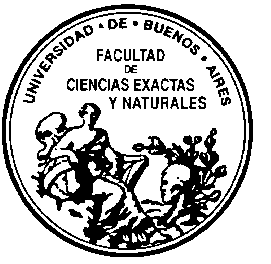 UNIVERSIDAD • DE • BUENOS • AIRES
FACULTAD
DE
CIENCIAS EXACTAS
Y NATURALES